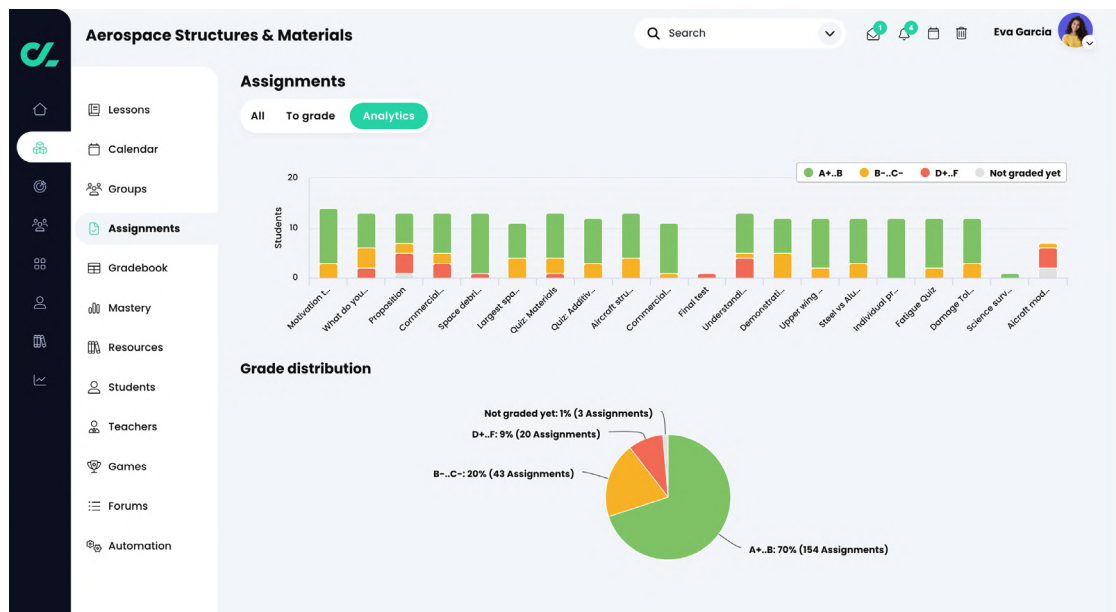 Aerospace Structures & Materials
Search
1
4
Eva Garcia
Lessons
Calendar
Groups
Assignments
Gradebook
Mastery
Resources
Students
Teachers
Games
Forums
Automation
Assignments
All To grade Analytics
A+..B B-..C- D+..F Not graded yet
Students
20
10
0
Motivation t...
What do you...
Proposition
Commercial...
Space debri...
Largest spa...
Quiz: Materials
Quiz: Additiv...
Aircraft stru...
Commercial...
Final test
Understandi...
Demonstrati...
Upper wing ...
Steel vs Alu...
Individual pr...
Fatigue Quiz
Damage Tol...
Science surv...
Aicraft mod...
Grade distribution
Not graded yet: 1% (3 Assignments)
D+..F: 9% (20 Assignments)
B-..C-: 20% (43 Assignments)
A+..B: 70% (154 Assignments)